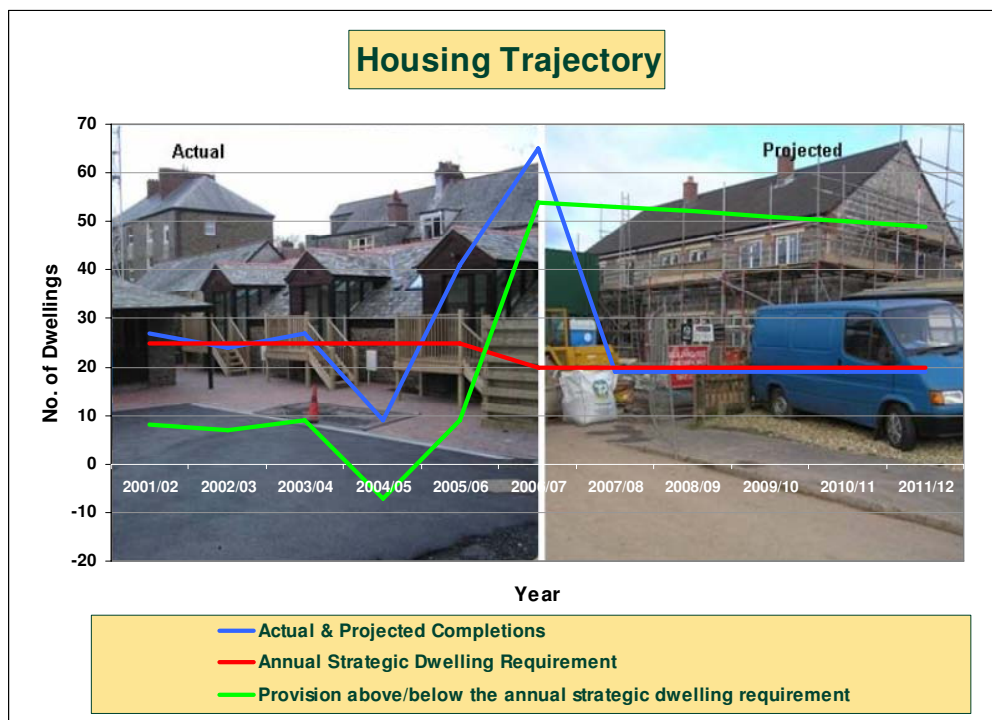 Housing Trajectory
70
60
50
40
30
20
10
0
-10
-20
No. of Dwellings
Actual
Projected
2001/02 2002/03 2003/04 2004/05 2005/06 2006/07 2007/08 2008/09 2009/10 2010/11 2011/12
Year
Actual & Projected Completions
Annual Strategic Dwelling Requirement
Provision above/below the annual strategic dwelling requirement